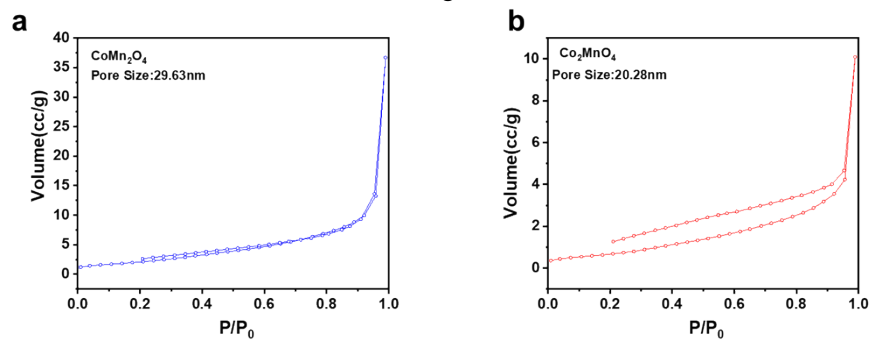 a
CoMn₂O₄
Pore Size:29.63nm
Volume(cc/g)
40
35
30
25
20
15
10
5
0
0.0 0.2 0.4 0.6 0.8 1.0
P/P₀
b
Co₂MnO₄
Pore Size:20.28nm
Volume(cc/g)
10
8
6
4
2
0
0.0 0.2 0.4 0.6 0.8 1.0
P/P₀